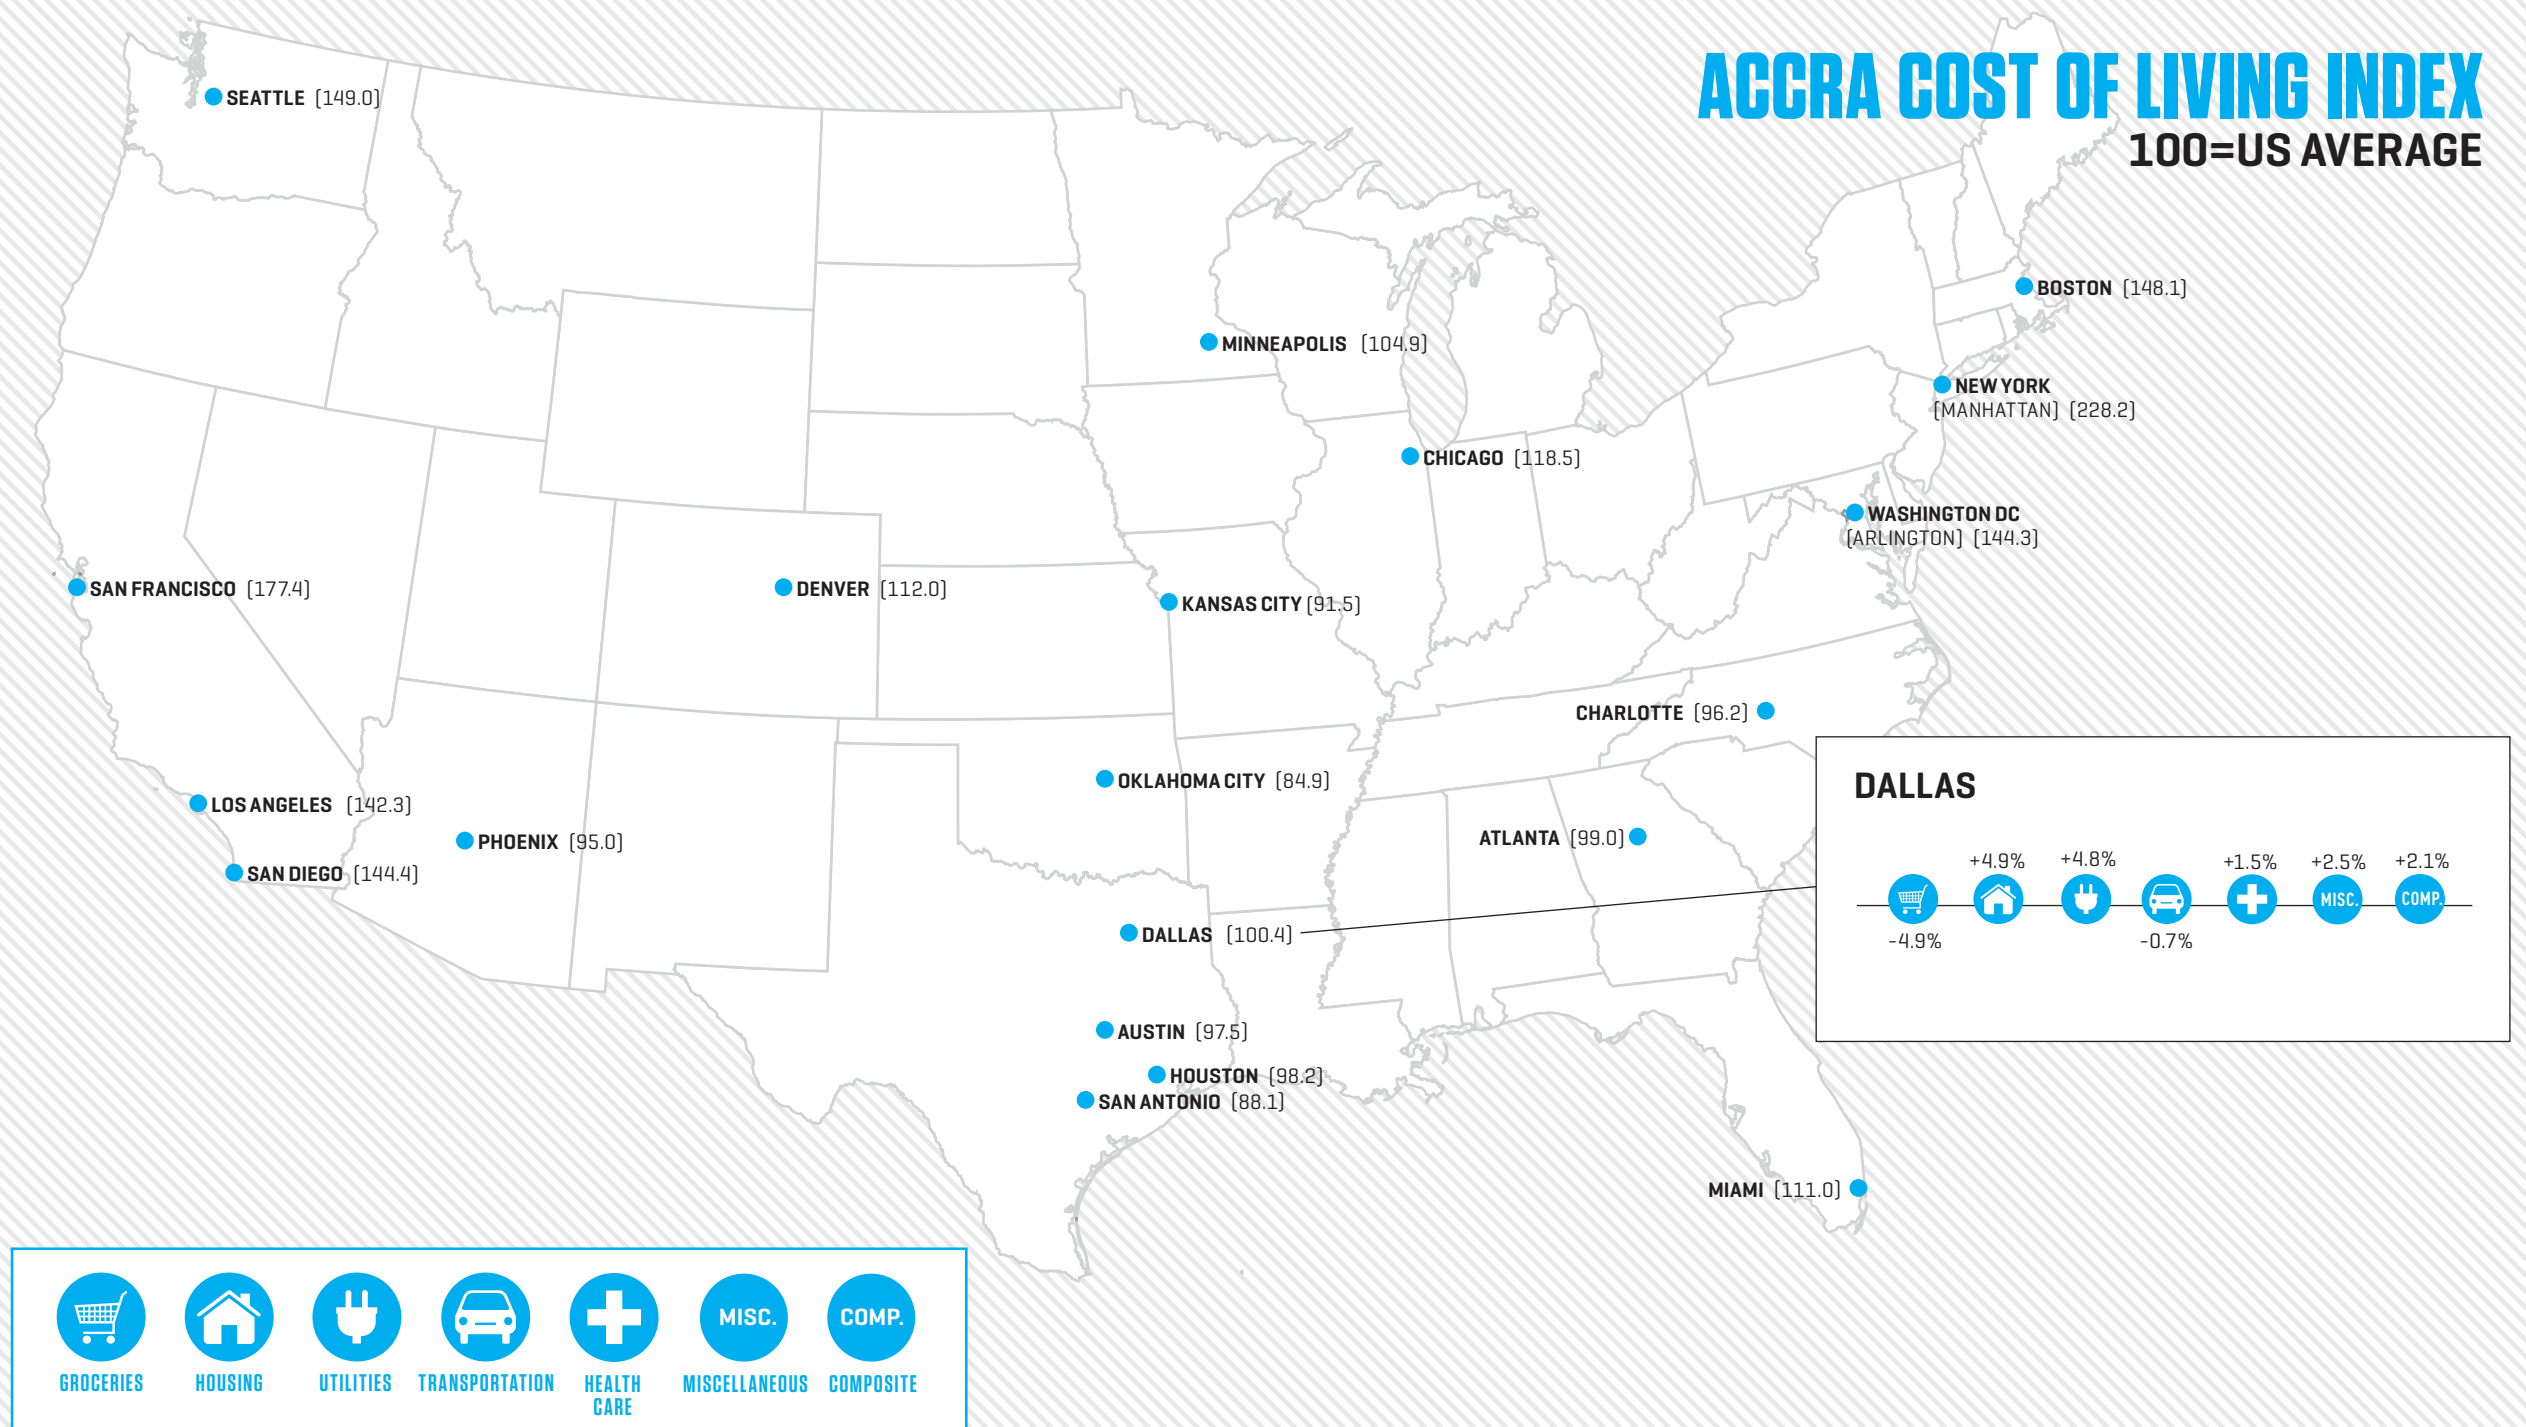 ACCRA COST OF LIVING INDEX
100=US AVERAGE
SEATTLE (149.0)
BOSTON (148.1)
MINNEAPOLIS (104.9)
NEW YORK
(MANHATTAN) (228.2)
CHICAGO (118.5)
WASHINGTON DC
(ARLINGTON) (144.3)
SAN FRANCISCO (177.4)
DENVER (112.0)
KANSAS CITY (91.5)
CHARLOTTE (96.2)
OKLAHOMA CITY (84.9)
LOS ANGELES (142.3)
PHOENIX (95.0)
ATLANTA (99.0)
SAN DIEGO (144.4)
DALLAS (100.4)
AUSTIN (97.5)
HOUSTON (98.2)
SAN ANTONIO (88.1)
MIAMI (111.0)
DALLAS
+4.9% +4.8% +1.5% +2.5% +2.1%
MISC. COMP.
-4.9% -0.7%
MISC. COMP.
GROCERIES HOUSING UTILITIES TRANSPORTATION HEALTH MISCELLANEOUS COMPOSITE
CARE